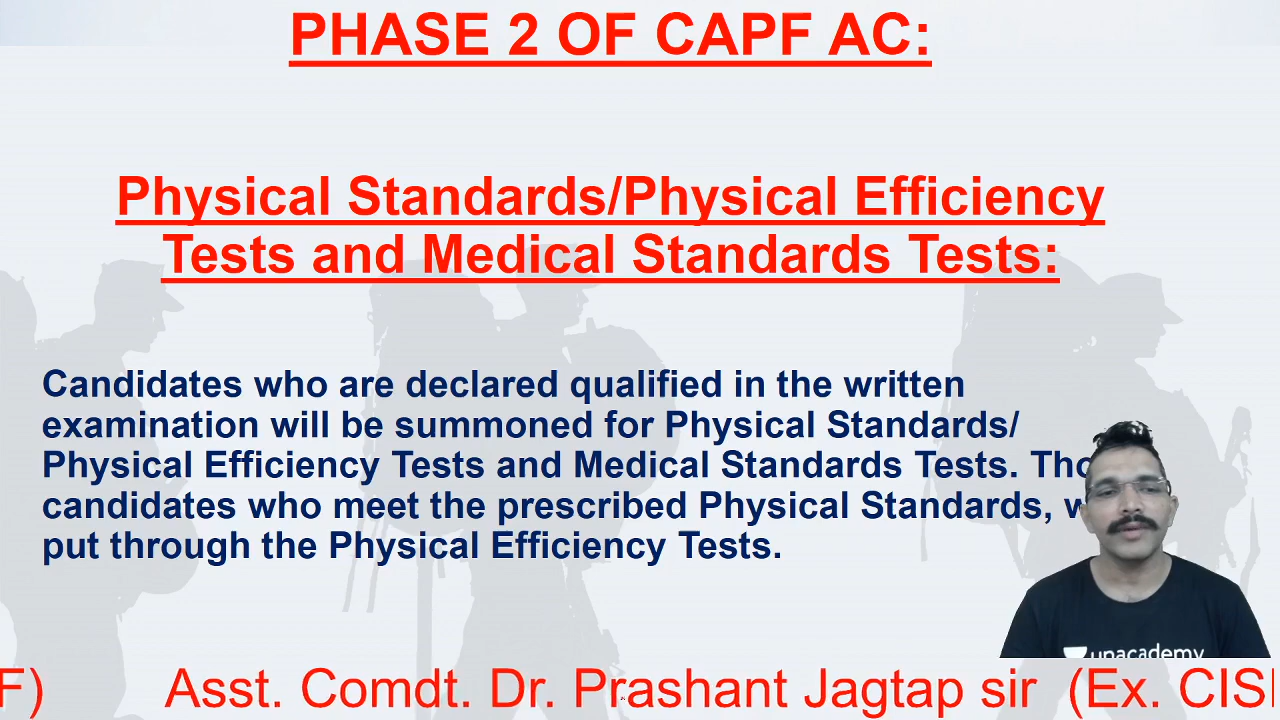 PHASE 2 OF CAPF AC:
Physical Standards/Physical Efficiency
Tests and Medical Standards Tests:
Candidates who are declared qualified in the written
examination will be summoned for Physical Standards/
Physical Efficiency Tests and Medical Standards Tests.
candidates who meet the prescribed Physical Standards,
put through the Physical Efficiency Tests.
unacademy
F) Asst. Comdt. Dr. Prashant Jagtap sir (Ex. CIS